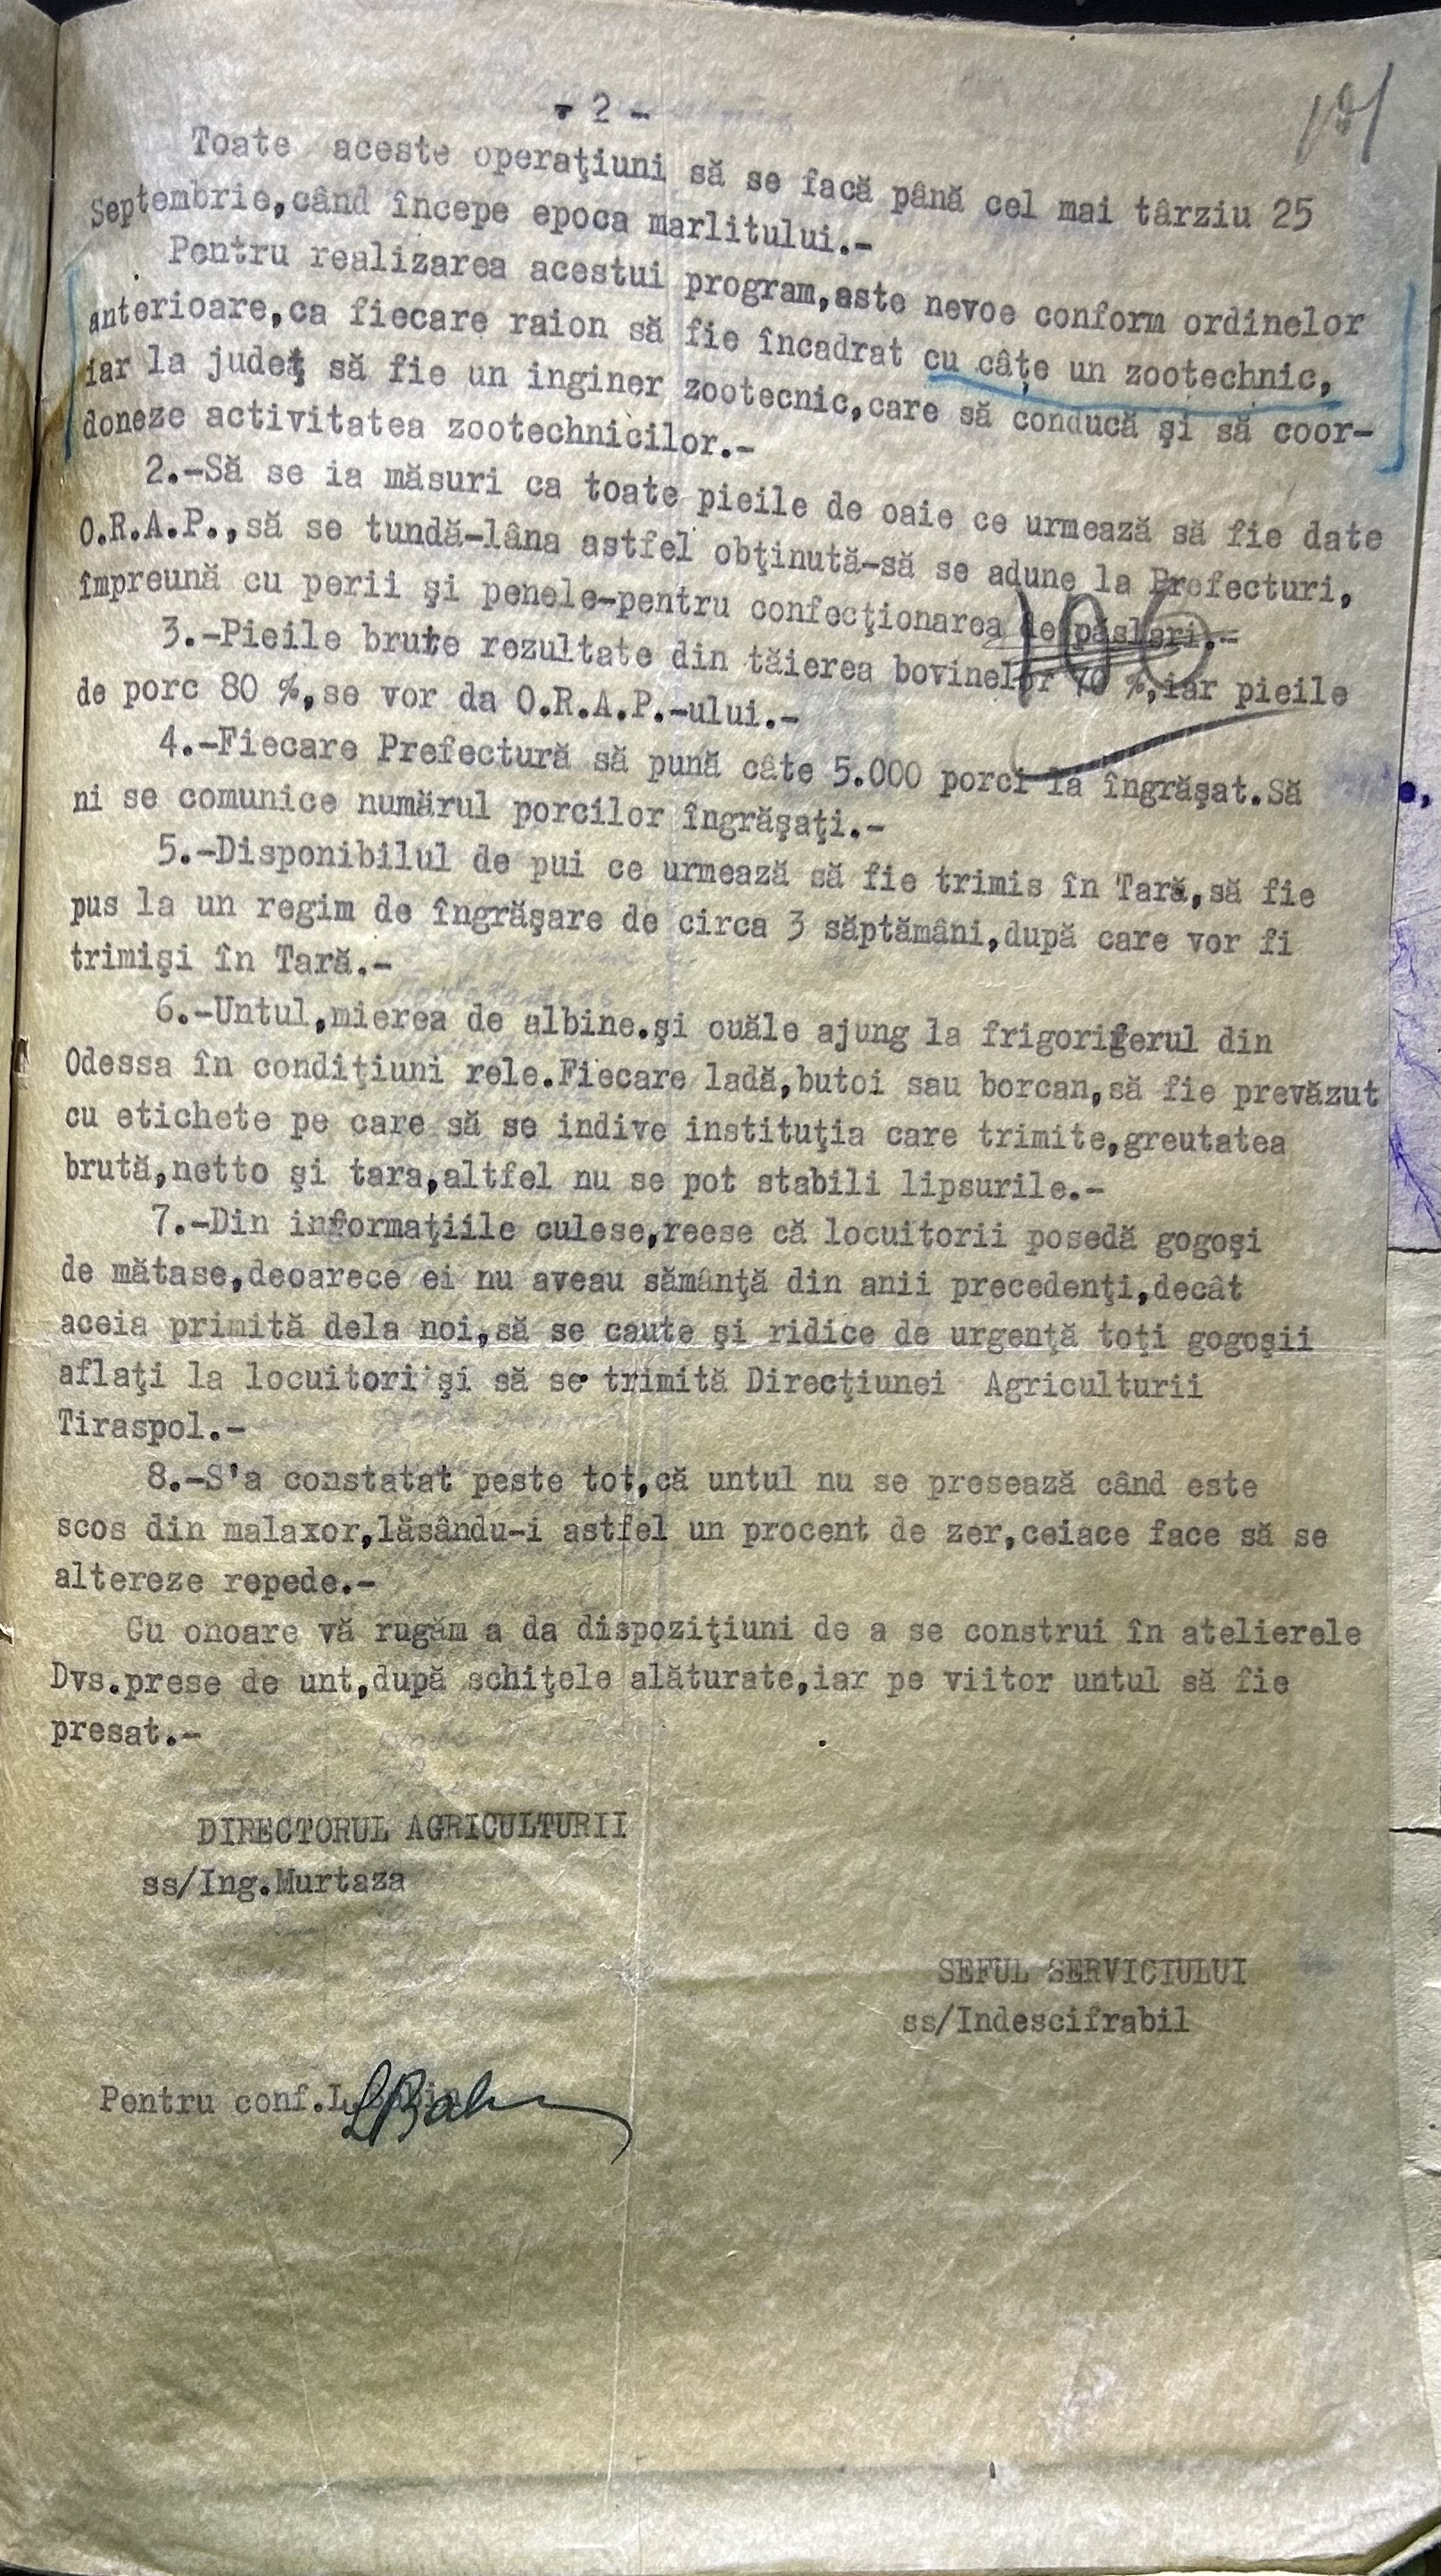 - 2 -
Toate aceste operaţiuni să se facă până cel mai târziu 25
Septembrie,când începe epoca marlitului.-
Pentru realizarea acestui program,aste nevoe conform ordinelor
anterioare,ca fiecare raion să fie încadrat cu câte un zootechnic,
iar la judeţ să fie un inginer zootecnic,care să conducă şi să coor-
doneze activitatea zootechnicilor.-
2.-Să se ia măsuri ca toate pieile de oaie ce urmează să fie date
O.R.A.P.,să se tundă-lâna astfel obţinută-să se adune la Prefecturi,
împreună cu perii şi penele-pentru confecţionarea de pâslari.-
106
3.-Pieile brute rezultate din tăierea bovinelor 70 %,iar pieile
de porc 80 %,se vor da O.R.A.P.-ului.-
4.-Fiecare Prefectură să pună câte 5.000 porci la îngrăşat.Să
ni se comunice numărul porcilor îngrăşaţi.-
5.-Disponibilul de pui ce urmează să fie trimis în Tară,să fie
pus la un regim de îngrăşare de circa 3 săptămâni,după care vor fi
trimişi în Tară.-
6.-Untul,mierea de albine.şi ouăle ajung la frigoriferul din
Odessa în condiţiuni rele.Fiecare ladă,butoi sau borcan,să fie prevăzut
cu etichete pe care să se indive instituţia care trimite,greutatea
brută,netto şi tara,altfel nu se pot stabili lipsurile.-
7.-Din informaţiile culese,reese că locuitorii posedă gogoşi
de mătase,deoarece ei nu aveau sămânţă din anii precedenţi,decât
aceia primită dela noi,să se caute şi ridice de urgenţă toţi gogoşii
aflaţi la locuitori şi să se trimită Direcţiunei Agriculturii
Tiraspol.-
8.-S'a constatat peste tot,că untul nu se presează când este
scos din malaxor,lăsându-i astfel un procent de zer,ceiace face să se
altereze repede.-
Cu onoare vă rugăm a da dispoziţiuni de a se construi în atelierele
Dvs.prese de unt,după schiţele alăturate,iar pe viitor untul să fie
presat.-
DIRECTORUL AGRICULTURII
ss/Ing.Murtaza
SEFUL SERVICIULUI
ss/Indescifrabil
Pentru conf.L.